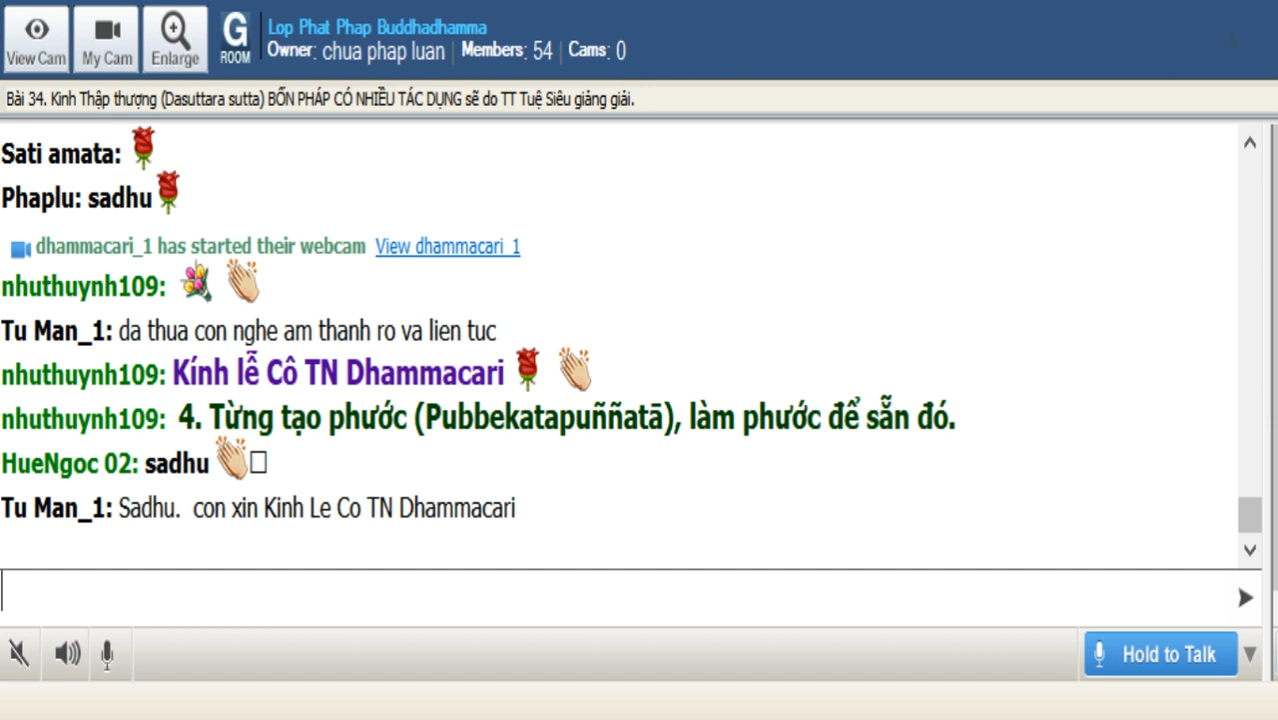 Lop Phat Phap Buddhadhamma
View Cam My Cam Enlarge G ROOM Owner: chua phap luan | Members: 54 | Cams: 0
Bài 34. Kinh Thập thượng (Dasuttara sutta) BỐN PHÁP CÓ NHIỀU TÁC DỤNG sẽ do TT Tuệ Siêu giảng giải.
Sati amata:
Phaplu: sadhu
dhammacari_1 has started their webcam View dhammacari_1
nhuthuynh109:
Tu Man_1: da thua con nghe am thanh ro va lien tuc
nhuthuynh109: Kính lễ Cô TN Dhammacari
nhuthuynh109: 4. Từng tạo phước (Pubbekatapuññatā), làm phước để sẵn đó.
HueNgoc 02: sadhu
Tu Man_1: Sadhu. con xin Kinh Le Co TN Dhammacari
Hold to Talk